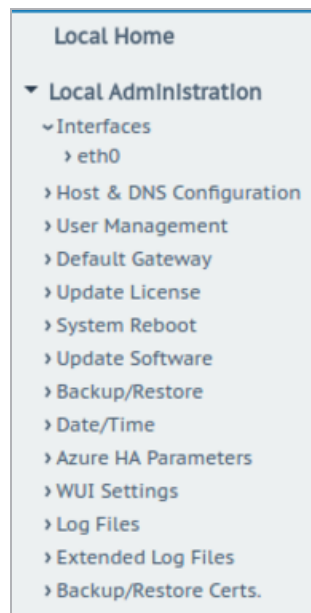 Local Home
Local Administration
Interfaces
eth0
Host & DNS Configuration
User Management
Default Gateway
Update License
System Reboot
Update Software
Backup/Restore
Date/Time
Azure HA Parameters
WUI Settings
Log Files
Extended Log Files
Backup/Restore Certs.